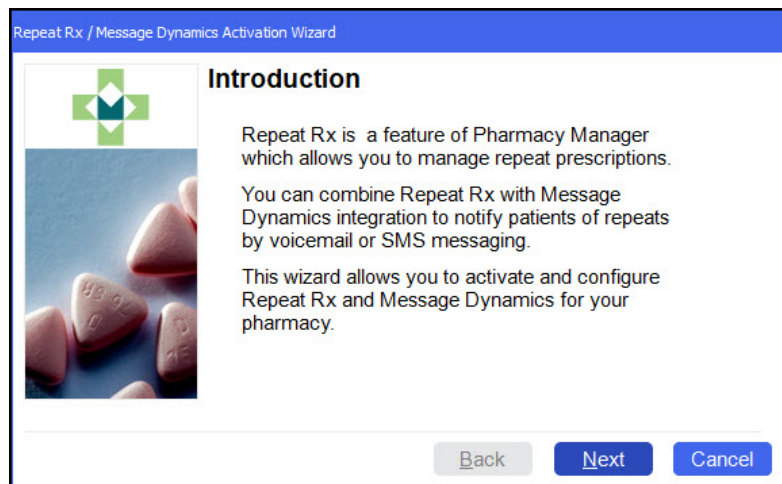 Repeat Rx / Message Dynamics Activation Wizard
Introduction
Repeat Rx is a feature of Pharmacy Manager
which allows you to manage repeat prescriptions.
You can combine Repeat Rx with Message
Dynamics integration to notify patients of repeats
by voicemail or SMS messaging.
This wizard allows you to activate and configure
Repeat Rx and Message Dynamics for your
pharmacy.
Back
Next
Cancel